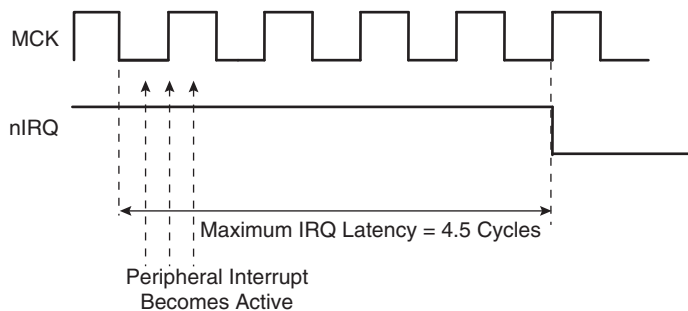 MCK
nIRQ
Maximum IRQ Latency = 4.5 Cycles
Peripheral Interrupt
Becomes Active